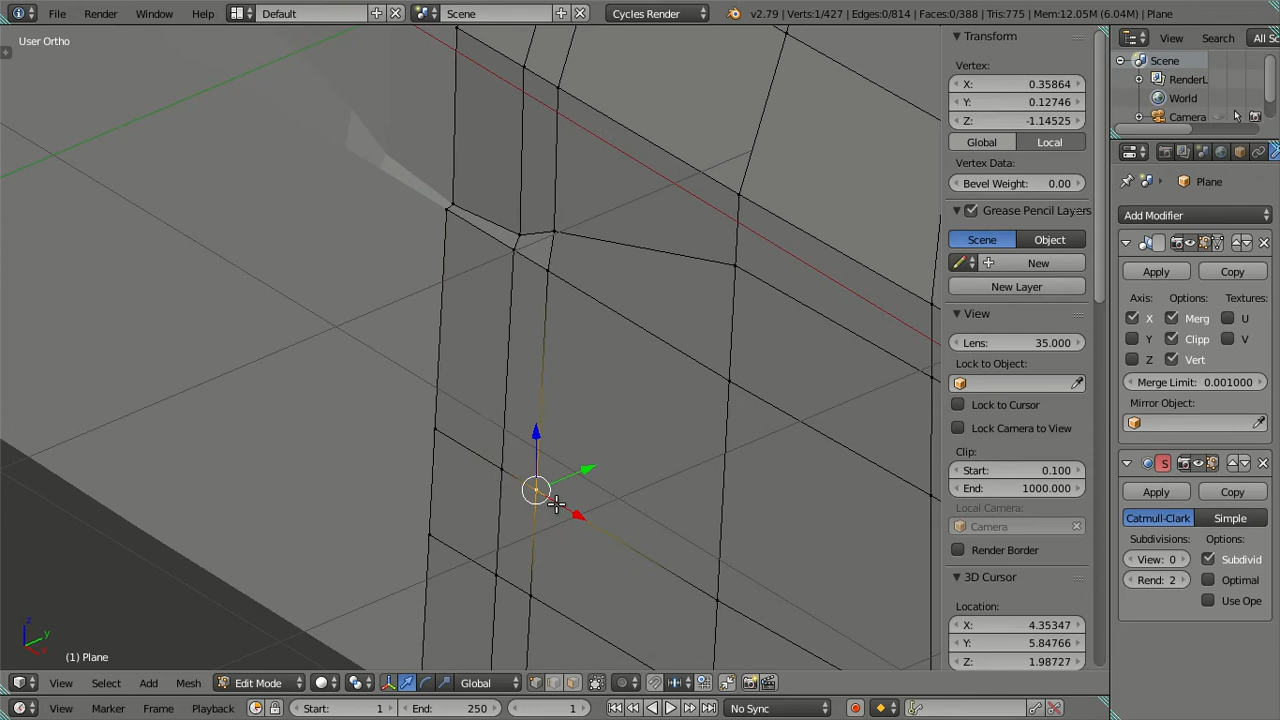 File Render Window Help Default Scene Cycles Render v2.79 | Verts:1/427 | Edges:0/814 | Faces:0/388 | Tris:775 | Mem:12.05M (6.04M) | Plane
User Ortho
(1) Plane
View Select Add Mesh Edit Mode Global
View Marker Frame Playback Start: 1 End: 250 1 No Sync
Transform
Vertex:
X: 0.35864
Y: 0.12746
Z: -1.14525
Global Local
Vertex Data:
Bevel Weight: 0.00
Grease Pencil Layers
Scene Object
New
New Layer
View
Lens: 35.000
Lock to Object:
Lock to Cursor
Lock Camera to View
Clip:
Start: 0.100
End: 1000.000
Local Camera:
Camera
Render Border
3D Cursor
Location:
X: 4.35347
Y: 5.84766
Z: 1.98727
View Search All Sc
Scene
RenderL
World
Camera
Plane
Add Modifier
Apply Copy
Axis: Options: Textures:
X Merg U
Y Clipp V
Z Vert
Merge Limit: 0.001000
Mirror Object:
S
Apply Copy
Catmull-Clark Simple
Subdivisions: Options:
View: 0 Subdivid
Rend: 2 Optimal
Use Ope